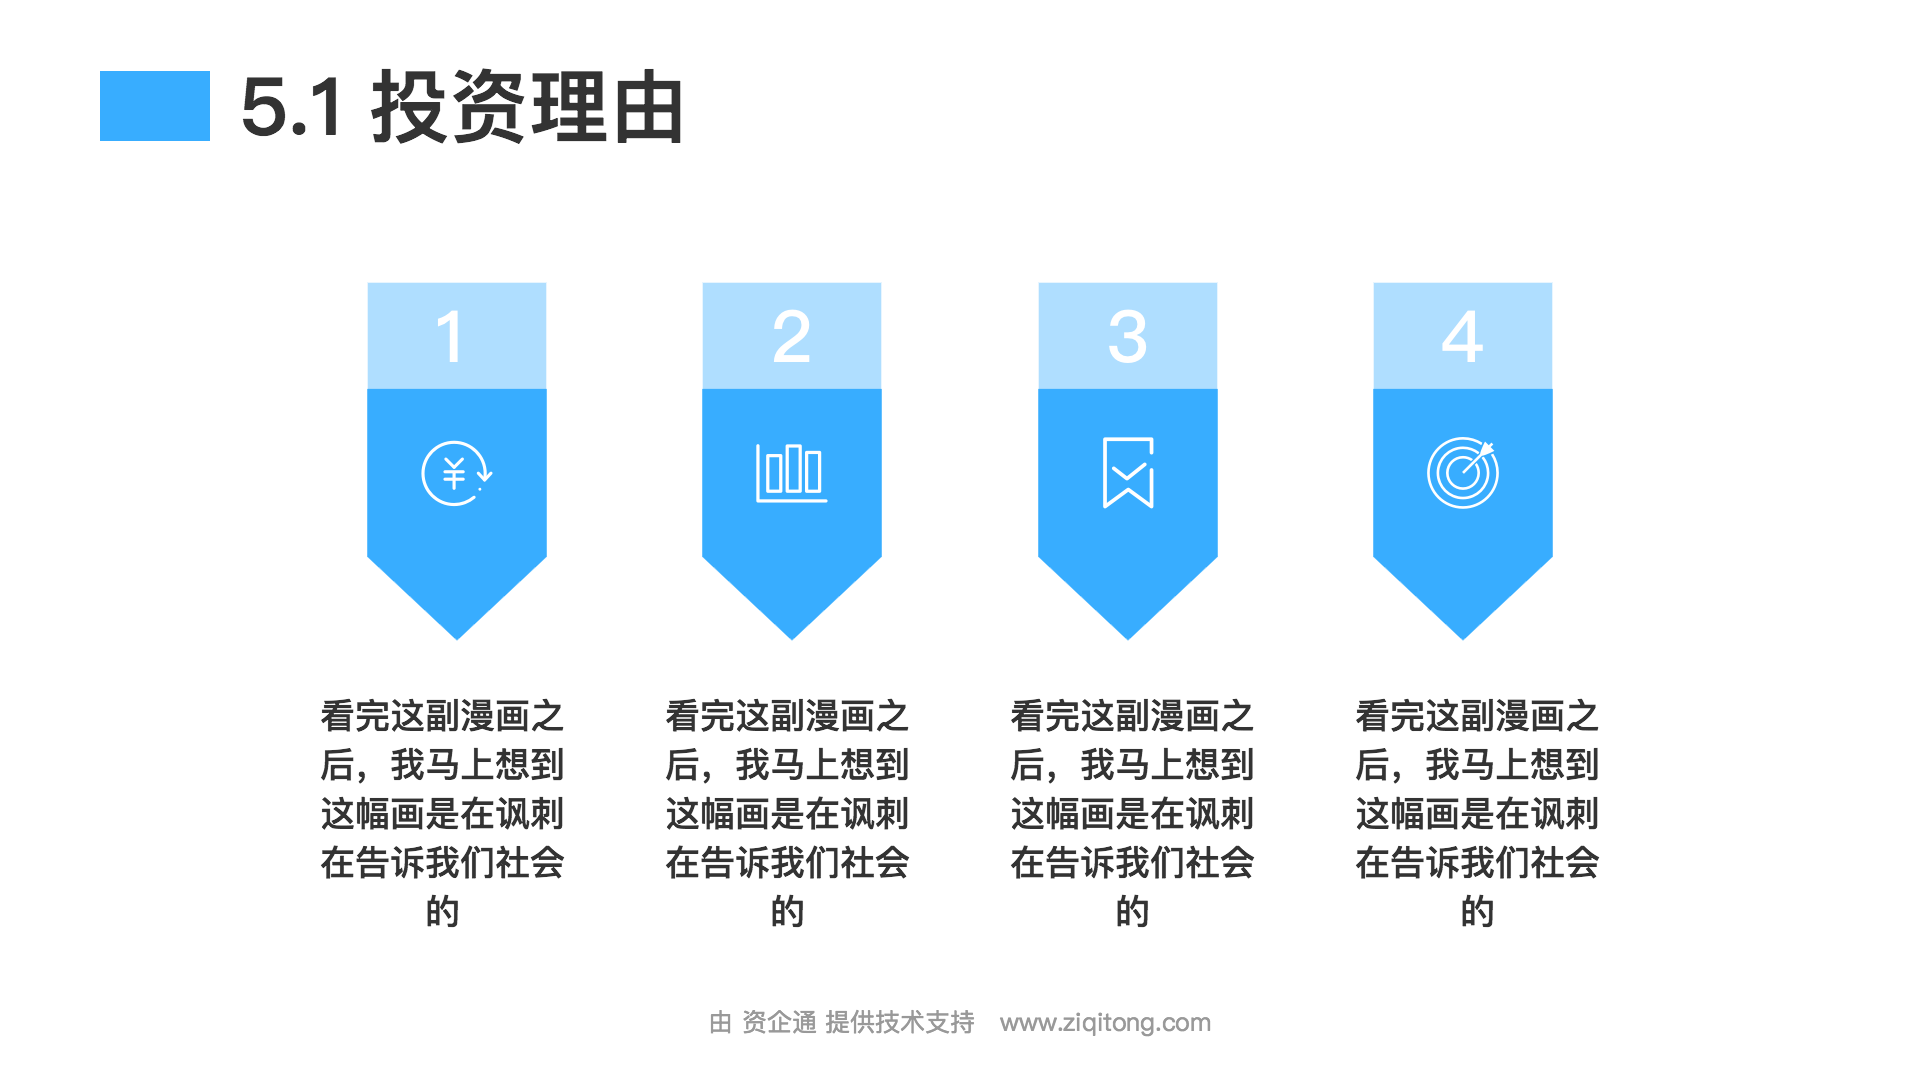 5.1 投资理由
1
2
3
4
看完这副漫画之
后，我马上想到
这幅画是在讽刺
在告诉我们社会
的
看完这副漫画之
后，我马上想到
这幅画是在讽刺
在告诉我们社会
的
看完这副漫画之
后，我马上想到
这幅画是在讽刺
在告诉我们社会
的
看完这副漫画之
后，我马上想到
这幅画是在讽刺
在告诉我们社会
的
由 资企通 提供技术支持 www.ziqitong.com